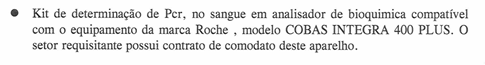 ● Kit de determinação de Pcr, no sangue em analisador de bioquimica compatível
com o equipamento da marca Roche , modelo COBAS INTEGRA 400 PLUS. O
setor requisitante possui contrato de comodato deste aparelho.